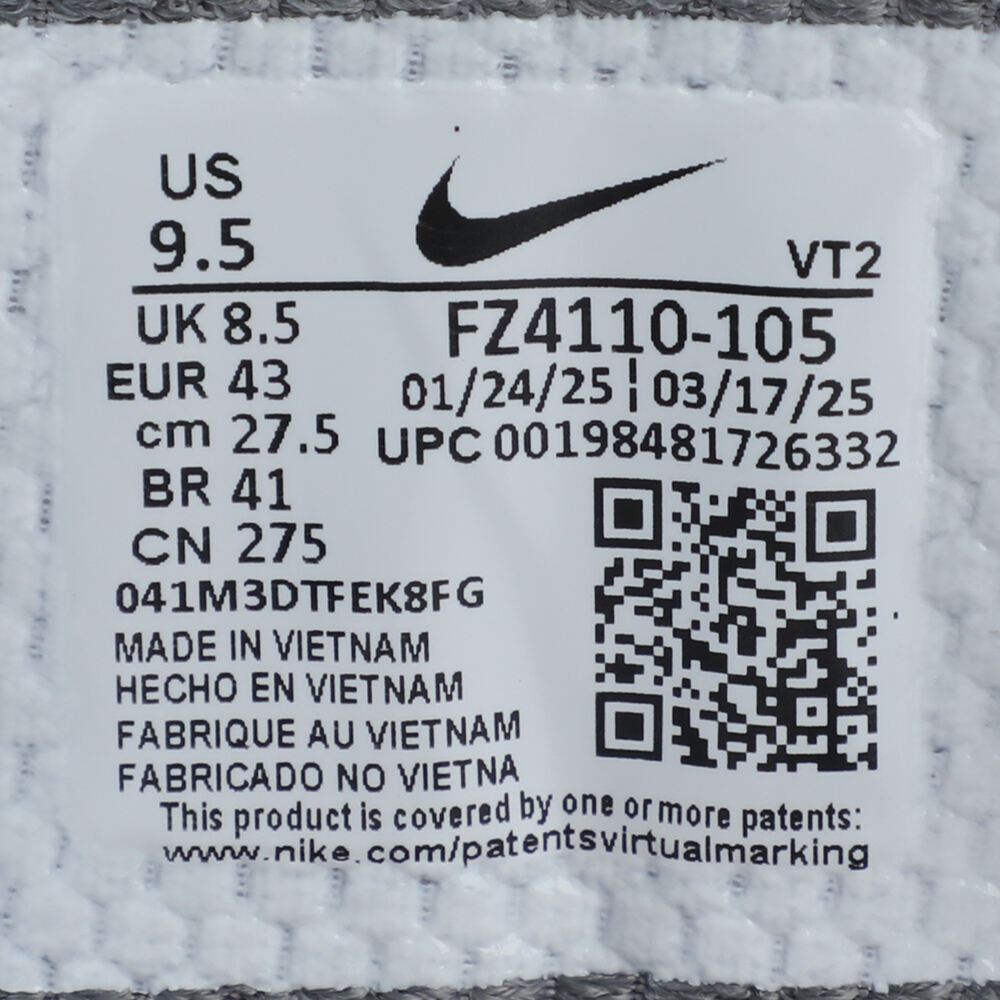 US
9.5
VT2
UK 8.5
FZ4110-105
EUR 43
01/24/25 | 03/17/25
cm 27.5
UPC 00198481726332
BR 41
CN 275
041M3DTFEK8FG
MADE IN VIETNAM
HECHO EN VIETNAM
FABRIQUE AU VIETNAM
FABRICADO NO VIETNA
This product is covered by one or more patents:
www.nike.com/patentsvirtualmarking